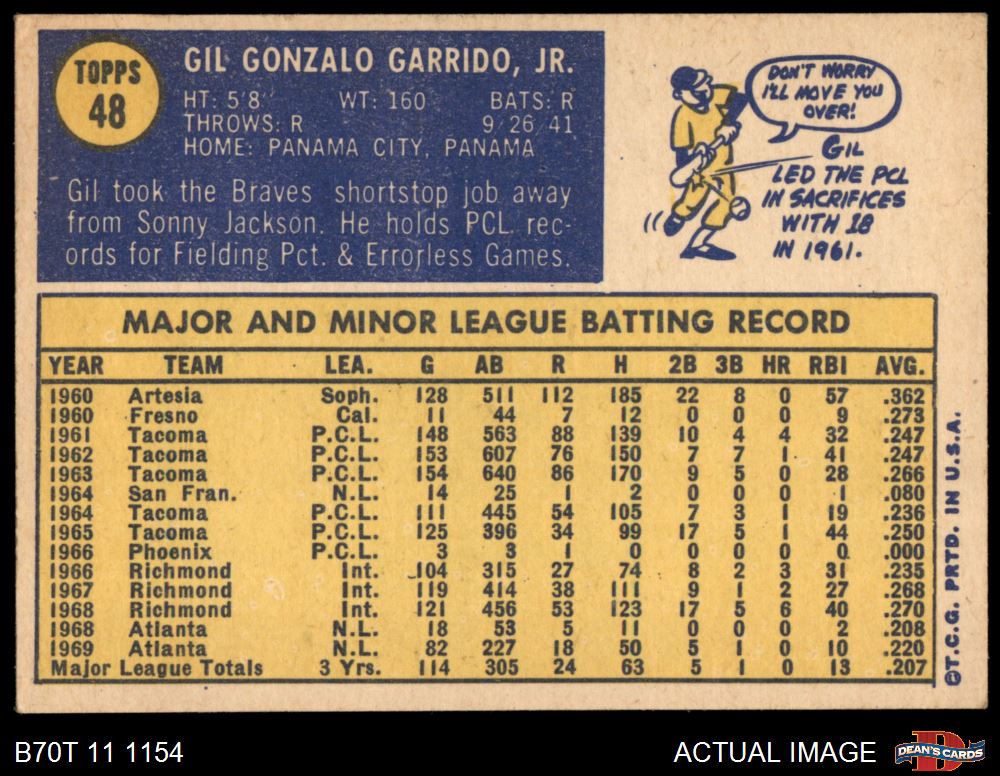 TOPPS
48
GIL GONZALO GARRIDO, JR.
HT: 5'8" WT: 160 BATS: R
THROWS: R 9/26/41
HOME: PANAMA CITY, PANAMA
Gil took the Braves shortstop job away
from Sonny Jackson. He holds PCL rec-
ords for Fielding Pct. & Errorless Games.
DON'T WORRY
I'LL MOVE YOU
OVER!
GIL
LED THE PCL
IN SACRIFICES
WITH 18
IN 1961.
MAJOR AND MINOR LEAGUE BATTING RECORD
YEAR TEAM LEA. G AB R H 2B 3B HR RBI AVG.
1960 Artesia Soph. 128 511 112 185 22 8 0 57 .362
1960 Fresno Cal. 11 44 7 12 0 0 0 9 .273
1961 Tacoma P.C.L. 148 563 88 139 10 4 4 32 .247
1962 Tacoma P.C.L. 153 607 76 150 7 7 1 41 .247
1963 Tacoma P.C.L. 154 640 86 170 9 5 0 28 .266
1964 San Fran. N.L. 14 25 1 2 0 0 0 1 .080
1964 Tacoma P.C.L. 111 445 54 105 7 3 1 19 .236
1965 Tacoma P.C.L. 125 396 34 99 17 5 1 44 .250
1966 Phoenix P.C.L. 3 3 1 0 0 0 0 0 .000
1966 Richmond Int. 104 315 27 74 8 2 3 31 .235
1967 Richmond Int. 119 414 38 111 9 1 2 27 .268
1968 Richmond Int. 121 456 53 123 17 5 6 40 .270
1968 Atlanta N.L. 18 53 5 11 0 0 0 2 .208
1969 Atlanta N.L. 82 227 18 50 5 1 0 10 .220
Major League Totals 3 Yrs. 114 305 24 63 5 1 0 13 .207
©T.C.G. PRTD. IN U.S.A.
B70T 11 1154
ACTUAL IMAGE
DEAN'S CARDS